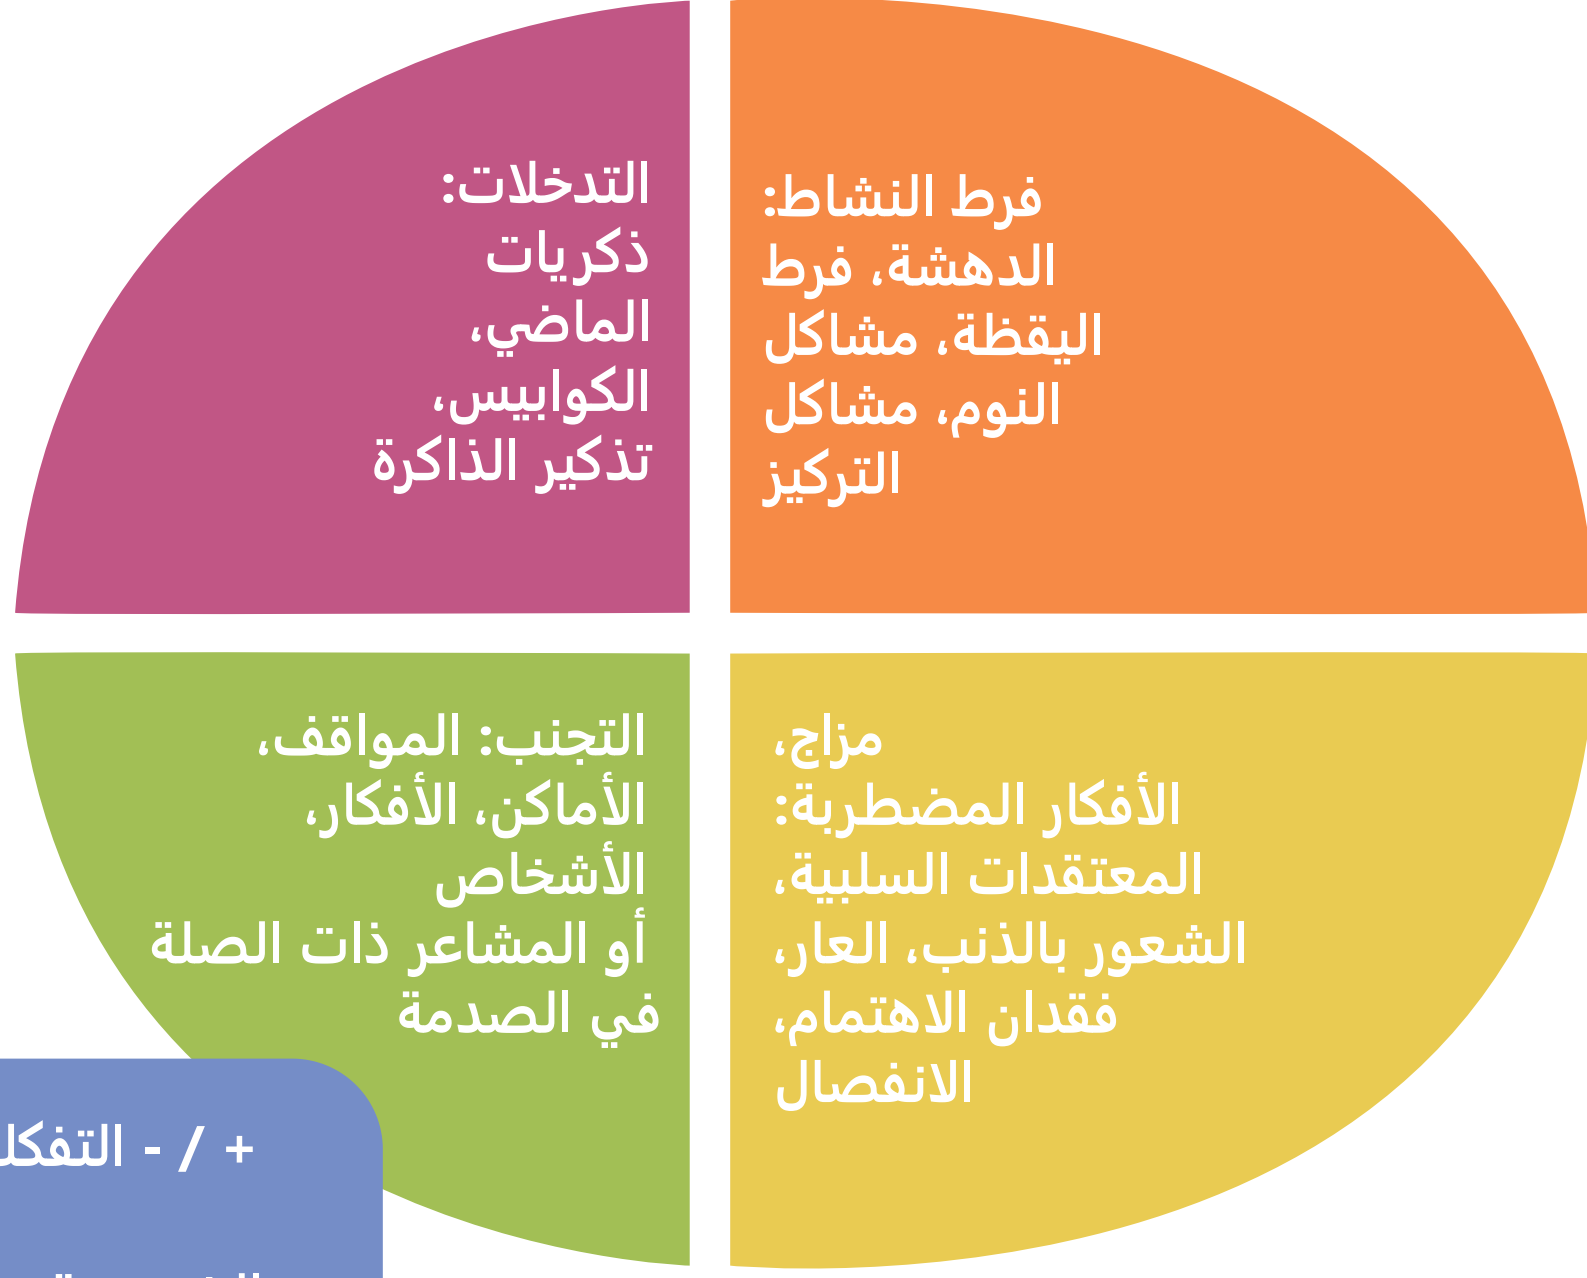 فرط النشاط:
الدهشة، فرط
اليقظة، مشاكل
النوم، مشاكل
التركيز
التدخلات:
ذكريات
الماضي،
الكوابيس،
تذكير الذاكرة
مزاج،
الأفكار المضطربة:
المعتقدات السلبية،
الشعور بالذنب، العار،
فقدان الاهتمام،
الانفصال
التجنب: المواقف،
الأماكن، الأفكار،
الأشخاص
أو المشاعر ذات الصلة
في الصدمة
+ / -